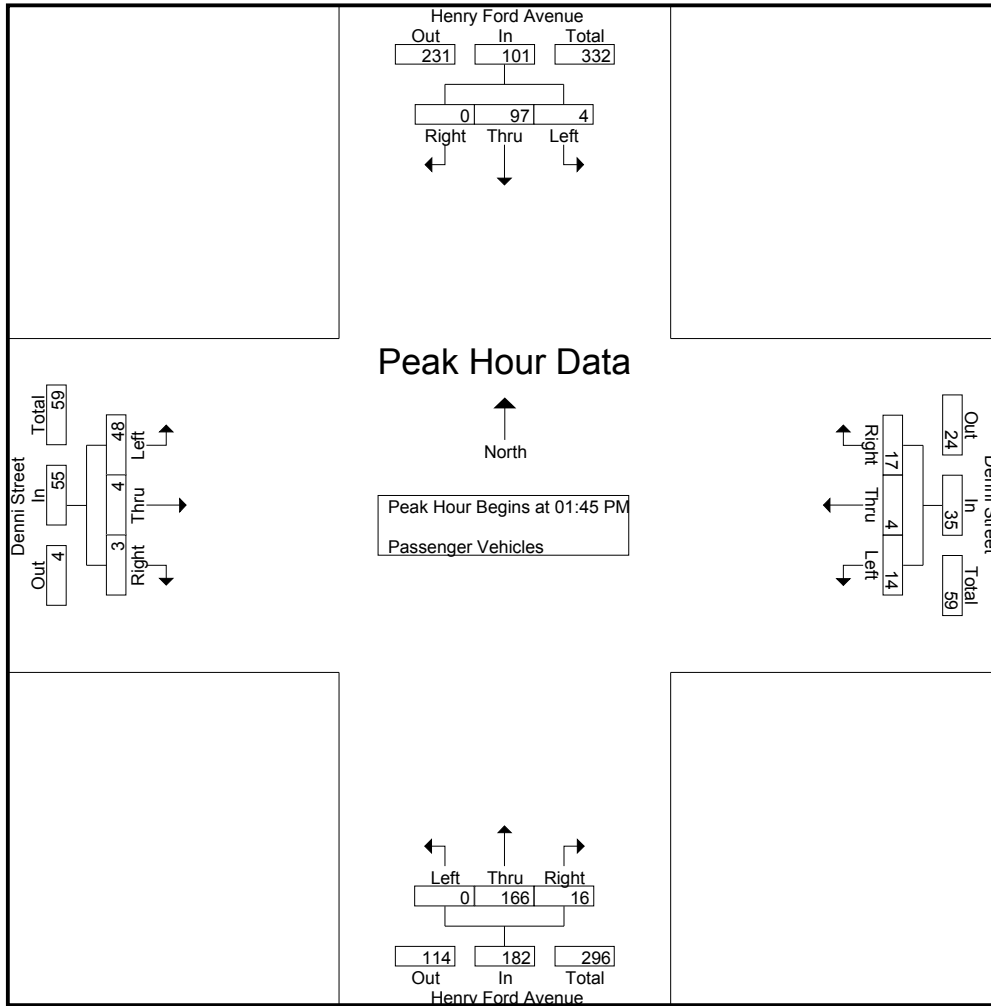 Henry Ford Avenue
Out In Total
231 101 332
0 97 4
Right Thru Left
Peak Hour Data
North
Peak Hour Begins at 01:45 PM
Passenger Vehicles
Denni Street
Total In Out
59 55 4
48 4 3
Left Thru Right
Right Thru Left
17 4 14
Out In Total
24 35 59
Denni Street
Left Thru Right
0 166 16
114 182 296
Out In Total
Henry Ford Avenue